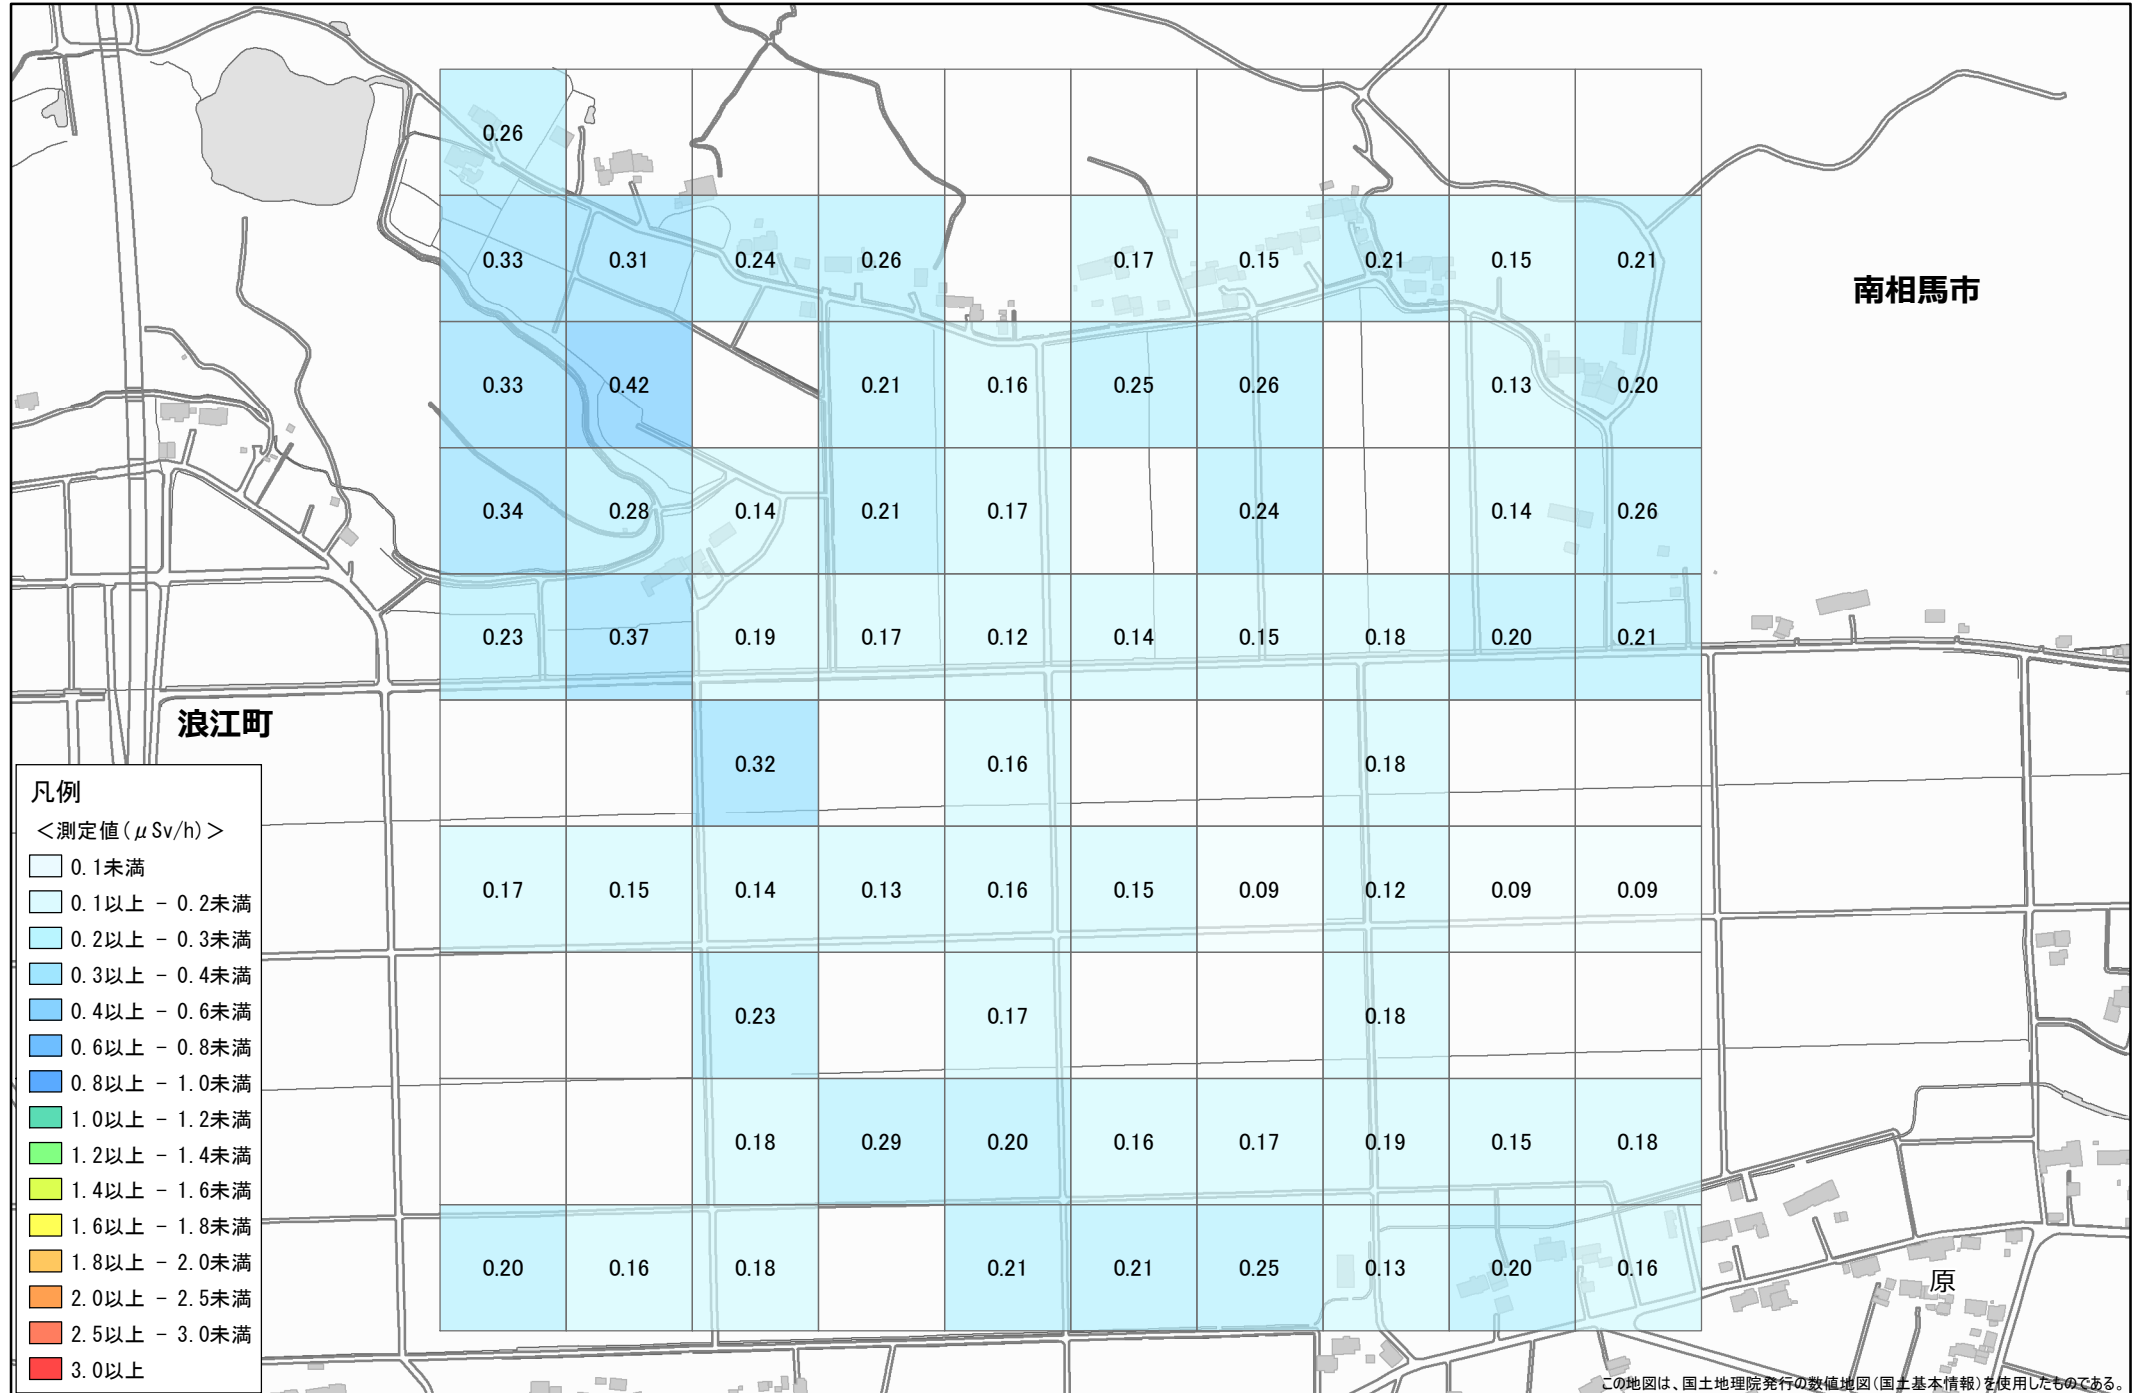 0.26
0.33 0.31 0.24 0.26 0.17 0.15 0.21 0.15 0.21
南相馬市
0.33 0.42 0.21 0.16 0.25 0.26 0.13 0.20
0.34 0.28 0.14 0.21 0.17 0.24 0.14 0.26
0.23 0.37 0.19 0.17 0.12 0.14 0.15 0.18 0.20 0.21
浪江町
0.32 0.16 0.18
0.17 0.15 0.14 0.13 0.16 0.15 0.09 0.12 0.09 0.09
0.23 0.17 0.18
0.18 0.29 0.20 0.16 0.17 0.19 0.15 0.18
0.20 0.16 0.18 0.21 0.21 0.25 0.13 0.20 0.16
原
凡例
＜測定値(μSv/h)＞
0.1未満
0.1以上 - 0.2未満
0.2以上 - 0.3未満
0.3以上 - 0.4未満
0.4以上 - 0.6未満
0.6以上 - 0.8未満
0.8以上 - 1.0未満
1.0以上 - 1.2未満
1.2以上 - 1.4未満
1.4以上 - 1.6未満
1.6以上 - 1.8未満
1.8以上 - 2.0未満
2.0以上 - 2.5未満
2.5以上 - 3.0未満
3.0以上
この地図は、国土地理院発行の数値地図(国土基本情報)を使用したものである。